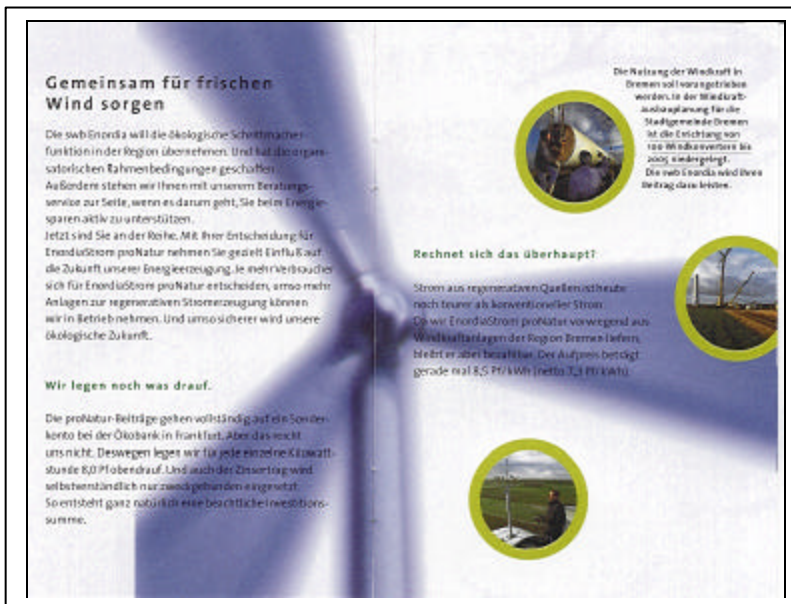 Gemeinsam für frischen
Wind sorgen
Die swb Enordia will die ökologische Schrittmacher-
funktion in der Region übernehmen. Und hat die organi-
satorischen Rahmenbedingungen geschaffen.
Außerdem stehen wir Ihnen mit unserem Beratungs-
service zur Seite, wenn es darum geht, Sie beim Energie-
sparen aktiv zu unterstützen.
Jetzt sind Sie an der Reihe. Mit Ihrer Entscheidung für
EnordiaStrom proNatur nehmen Sie gezielt Einfluß auf
die Zukunft unserer Energieerzeugung. Je mehr Verbraucher
sich für EnordiaStrom proNatur entscheiden, umso mehr
Anlagen zur regenerativen Stromerzeugung können
wir in Betrieb nehmen. Und umso sicherer wird unsere
ökologische Zukunft.
Wir legen noch was drauf.
Die proNatur-Beiträge gehen vollständig auf ein Sonder-
konto bei der Ökobank in Frankfurt. Aber das reicht
uns nicht. Deswegen legen wir für jede einzelne Kilowatt-
stunde 8,0 Pf obendrauf. Und auch der Zinsertrag wird
selbstverständlich nur zweckgebunden eingesetzt.
So entsteht ganz natürlich eine beachtliche Investitions-
summe.
Die Nutzung der Windkraft in
Bremen soll vorangetrieben
werden. In der Windkraft-
ausbauplanung für die
Stadtgemeinde Bremen
ist die Errichtung von
100 Windkonvertern bis
2005 niedergelegt.
Die swb Enordia wird ihren
Beitrag dazu leisten.
Rechnet sich das überhaupt?
Strom aus regenerativen Quellen ist heute
noch teurer als konventioneller Strom.
Da wir EnordiaStrom proNatur vorwiegend aus
Windkraftanlagen der Region Bremen liefern,
bleibt er aber bezahlbar. Der Aufpreis beträgt
gerade mal 8,5 Pf/kWh (netto 7,3 Pf/kWh).